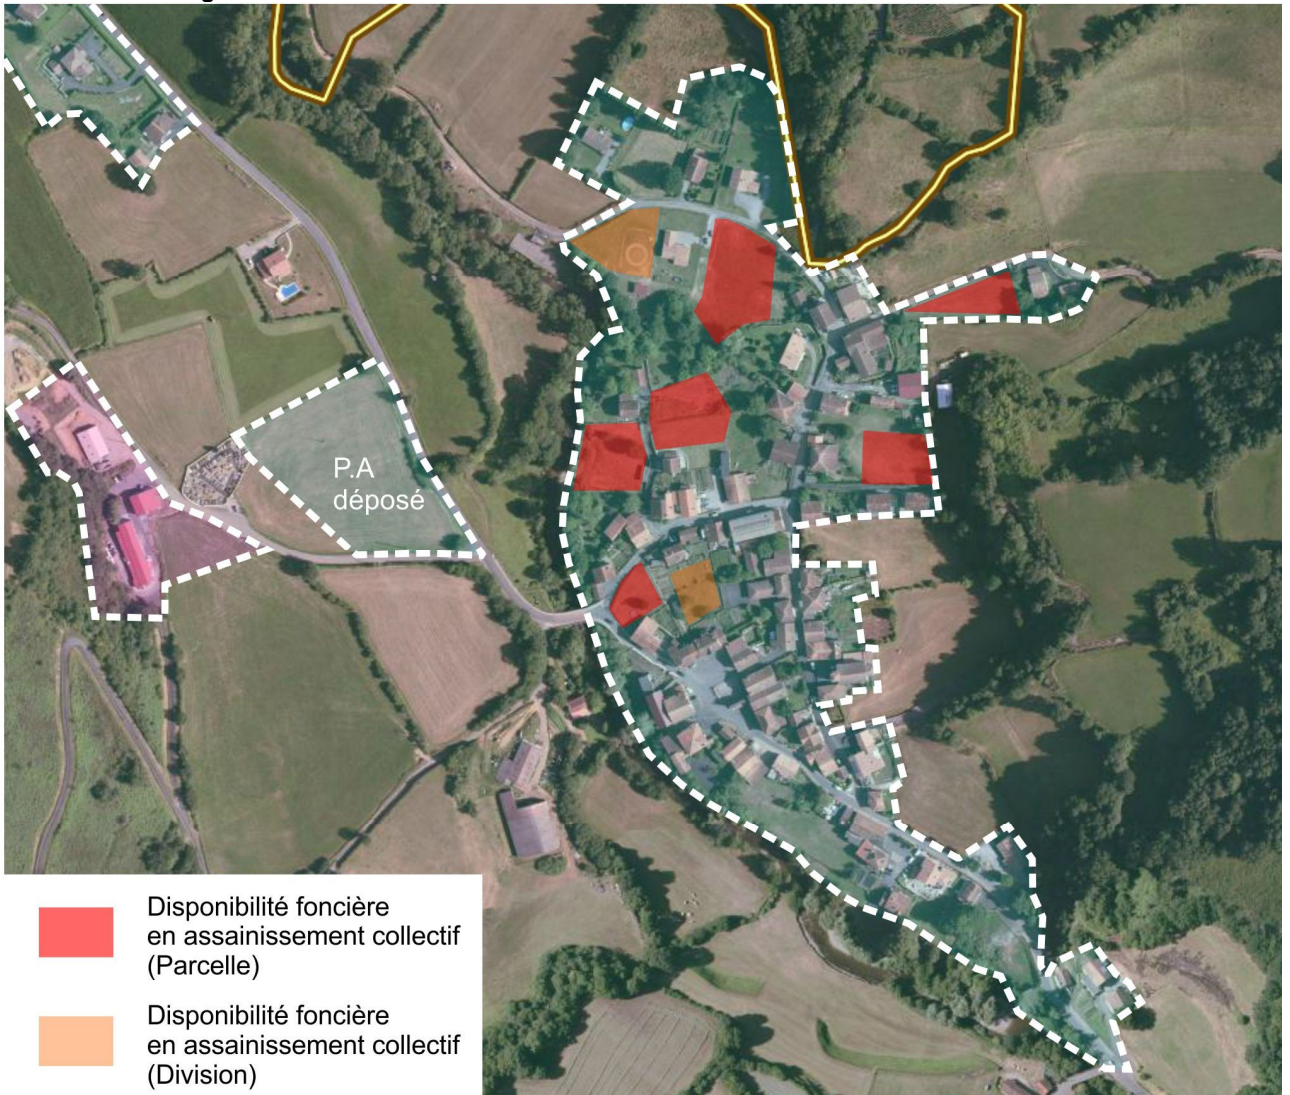 P.A
déposé
Disponibilité foncière
en assainissement collectif
(Parcelle)
Disponibilité foncière
en assainissement collectif
(Division)